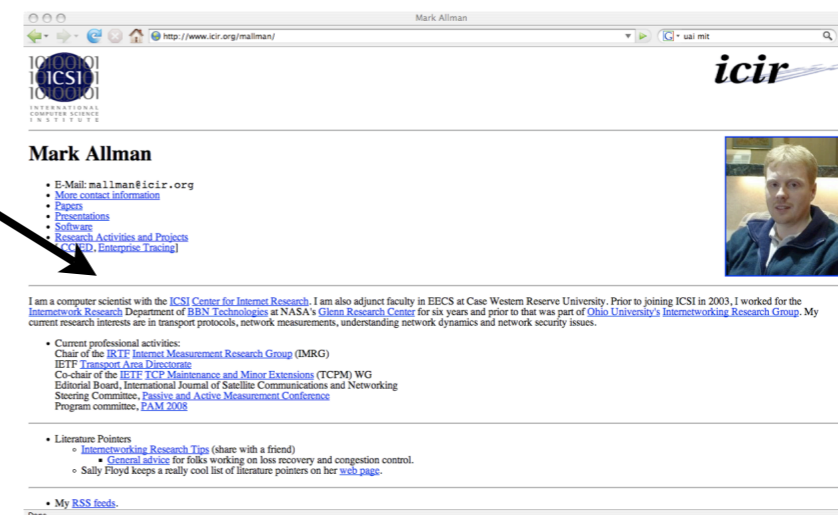 Mark Allman
http://www.icir.org/mallman/
uai mit
10100101
ICSI
10100101
INTERNATIONAL
COMPUTER SCIENCE
INSTITUTE
icir
Mark Allman
• E-Mail: mallman@icir.org
• More contact information
• Papers
• Presentations
• Software
• Research Activities and Projects
Enterprise Tracing]
I am a computer scientist with the ICSI Center for Internet Research. I am also adjunct faculty in EECS at Case Western Reserve University. Prior to joining ICSI in 2003, I worked for the
Internetwork Research Department of BBN Technologies at NASA's Glenn Research Center for six years and prior to that was part of Ohio University's Internetworking Research Group. My
current research interests are in transport protocols, network measurements, understanding network dynamics and network security issues.
• Current professional activities:
Chair of the IRTF Internet Measurement Research Group (IMRG)
IETF Transport Area Directorate
Co-chair of the IETF TCP Maintenance and Minor Extensions (TCPM) WG
Editorial Board, International Journal of Satellite Communications and Networking
Steering Committee, Passive and Active Measurement Conference
Program committee, PAM 2008
• Literature Pointers
◦ Internetworking Research Tips (share with a friend)
▪ General advice for folks working on loss recovery and congestion control.
◦ Sally Floyd keeps a really cool list of literature pointers on her web page.
• My RSS feeds.